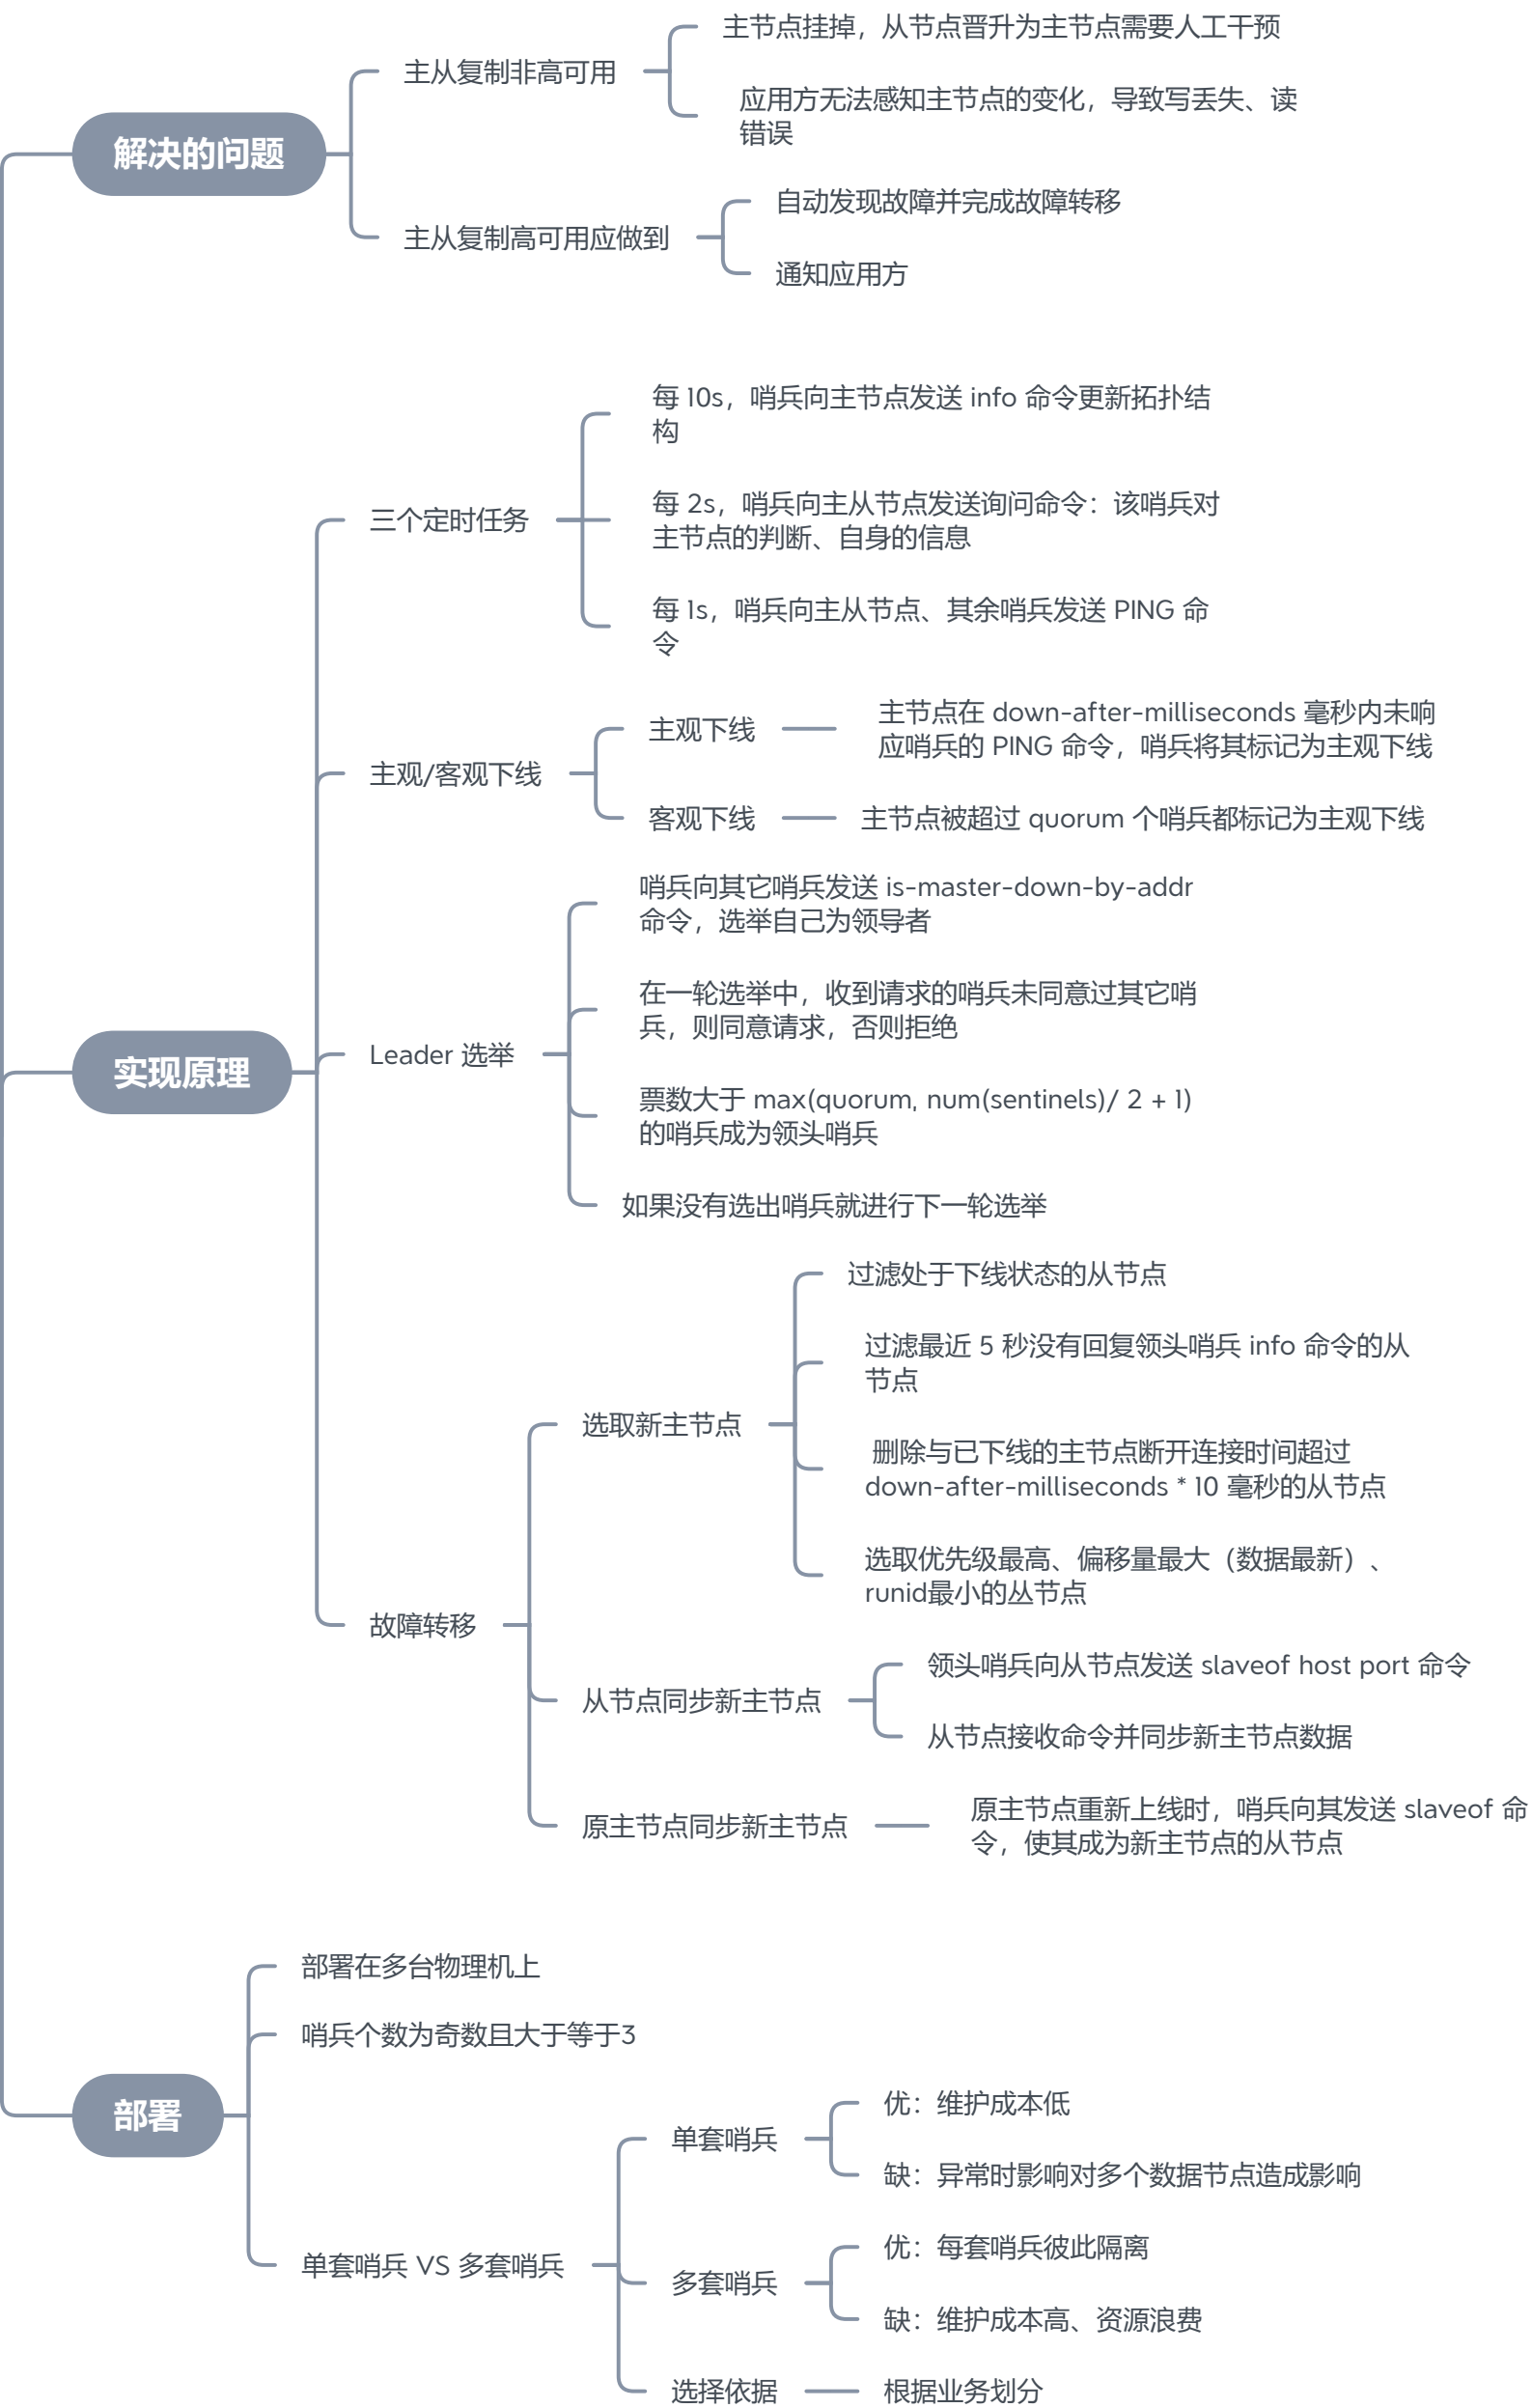 解决的问题
主从复制非高可用
主节点挂掉，从节点晋升为主节点需要人工干预
应用方无法感知主节点的变化，导致写丢失、读
错误
主从复制高可用应做到
自动发现故障并完成故障转移
通知应用方
实现原理
三个定时任务
每 10s，哨兵向主节点发送 info 命令更新拓扑结
构
每 2s，哨兵向主从节点发送询问命令：该哨兵对
主节点的判断、自身的信息
每 1s，哨兵向主从节点、其余哨兵发送 PING 命
令
主观/客观下线
主观下线
主节点在 down-after-milliseconds 毫秒内未响
应哨兵的 PING 命令，哨兵将其标记为主观下线
客观下线
主节点被超过 quorum 个哨兵都标记为主观下线
Leader 选举
哨兵向其它哨兵发送 is-master-down-by-addr
命令，选举自己为领导者
在一轮选举中，收到请求的哨兵未同意过其它哨
兵，则同意请求，否则拒绝
票数大于 max(quorum, num(sentinels)/ 2 + 1)
的哨兵成为领头哨兵
如果没有选出哨兵就进行下一轮选举
故障转移
选取新主节点
过滤处于下线状态的从节点
过滤最近 5 秒没有回复领头哨兵 info 命令的从
节点
删除与已下线的主节点断开连接时间超过
down-after-milliseconds * 10 毫秒的从节点
选取优先级最高、偏移量最大（数据最新）、
runid最小的丛节点
从节点同步新主节点
领头哨兵向从节点发送 slaveof host port 命令
从节点接收命令并同步新主节点数据
原主节点同步新主节点
原主节点重新上线时，哨兵向其发送 slaveof 命
令，使其成为新主节点的从节点
部署
部署在多台物理机上
哨兵个数为奇数且大于等于3
单套哨兵 VS 多套哨兵
单套哨兵
优：维护成本低
缺：异常时影响对多个数据节点造成影响
多套哨兵
优：每套哨兵彼此隔离
缺：维护成本高、资源浪费
选择依据
根据业务划分